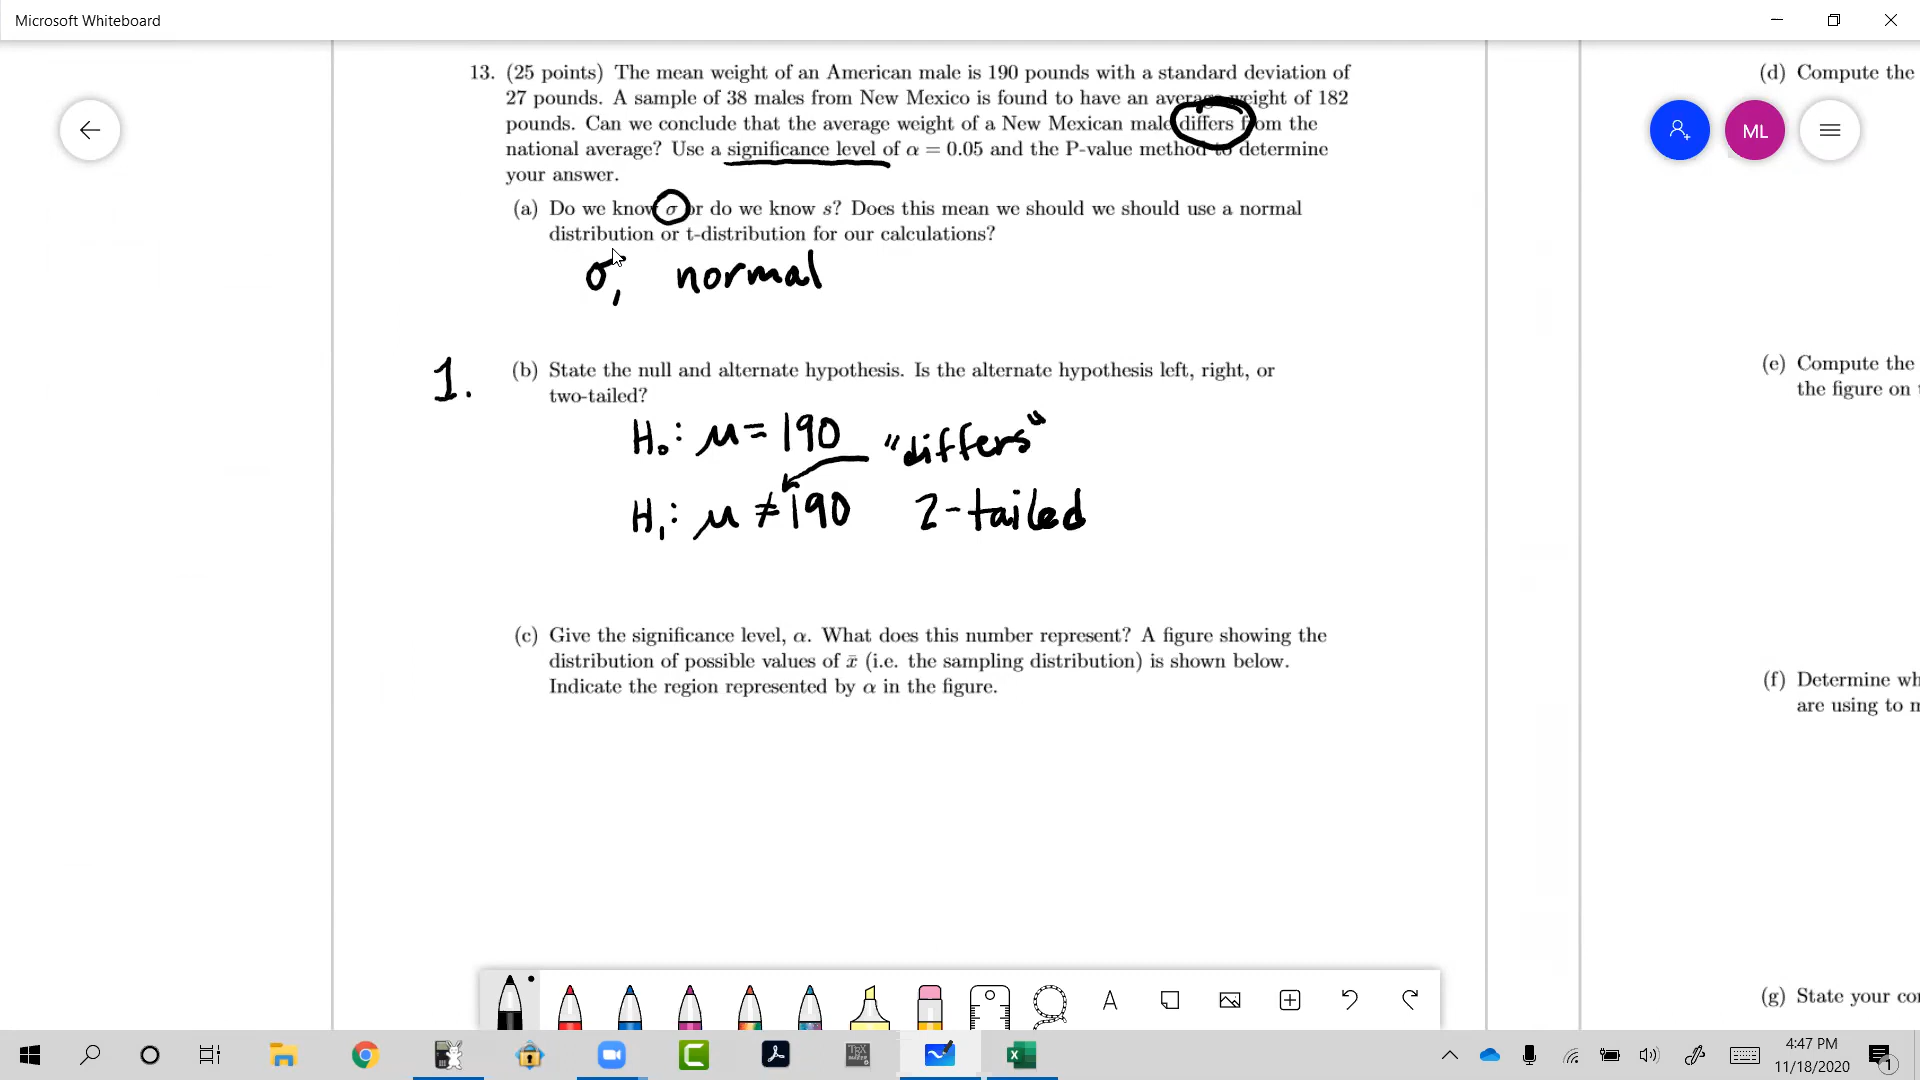 Microsoft Whiteboard
13. (25 points) The mean weight of an American male is 190 pounds with a standard deviation of
27 pounds. A sample of 38 males from New Mexico is found to have an average weight of 182
pounds. Can we conclude that the average weight of a New Mexican male differs from the
national average? Use a significance level of α = 0.05 and the P-value method to determine
your answer.
(a) Do we know σ or do we know s? Does this mean we should we should use a normal
distribution or t-distribution for our calculations?
σ, normal
1.
(b) State the null and alternate hypothesis. Is the alternate hypothesis left, right, or
two-tailed?
H₀: μ = 190 "differs"
H₁: μ ≠ 190 2-tailed
(c) Give the significance level, α. What does this number represent? A figure showing the
distribution of possible values of x̄ (i.e. the sampling distribution) is shown below.
Indicate the region represented by α in the figure.
(d) Compute the
ML
(e) Compute the
the figure on
(f) Determine wh
are using to
(g) State your co
A
4:47 PM
11/18/2020
1